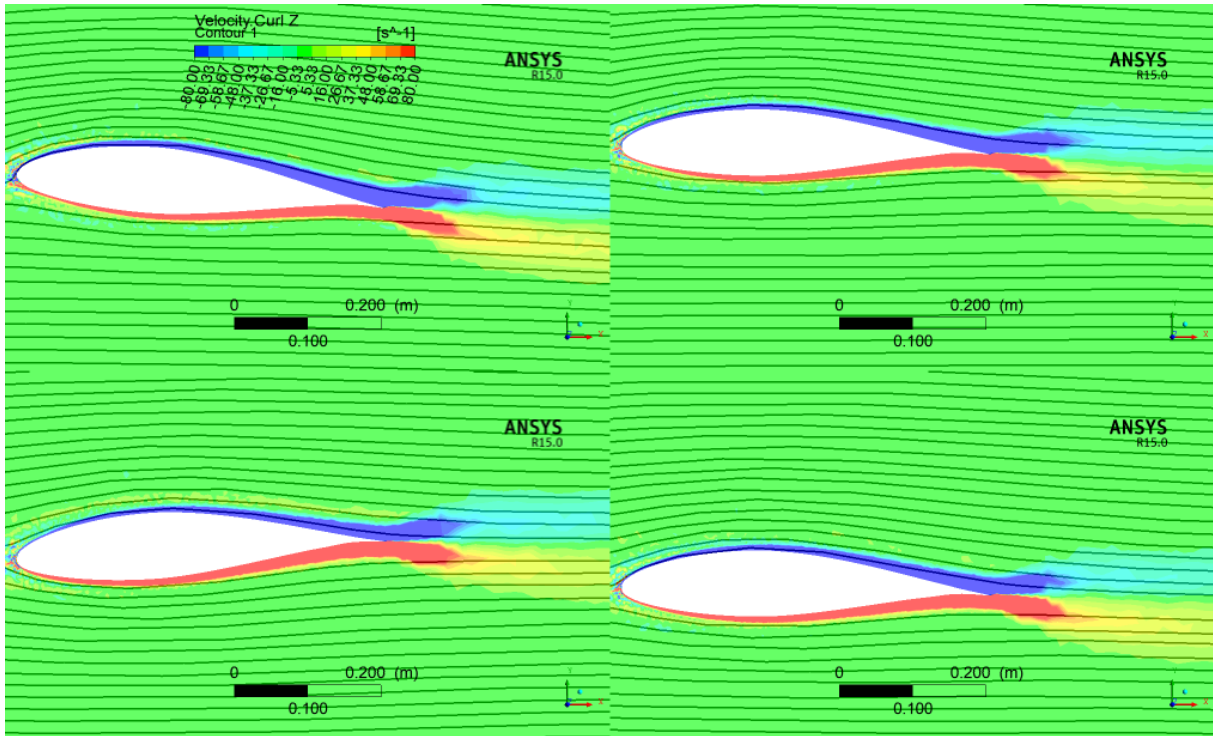 Velocity.Curl Z
Contour 1
[s^-1]
-80.00
-69.33
-58.67
-48.00
-37.33
-26.67
-16.00
-5.33
5.33
16.00
26.67
37.33
48.00
58.67
69.33
80.00
ANSYS
R15.0
0 0.200 (m)
0.100
Y
X
ANSYS
R15.0
0 0.200 (m)
0.100
Y
X
ANSYS
R15.0
0 0.200 (m)
0.100
Y
X
ANSYS
R15.0
0 0.200 (m)
0.100
Y
X